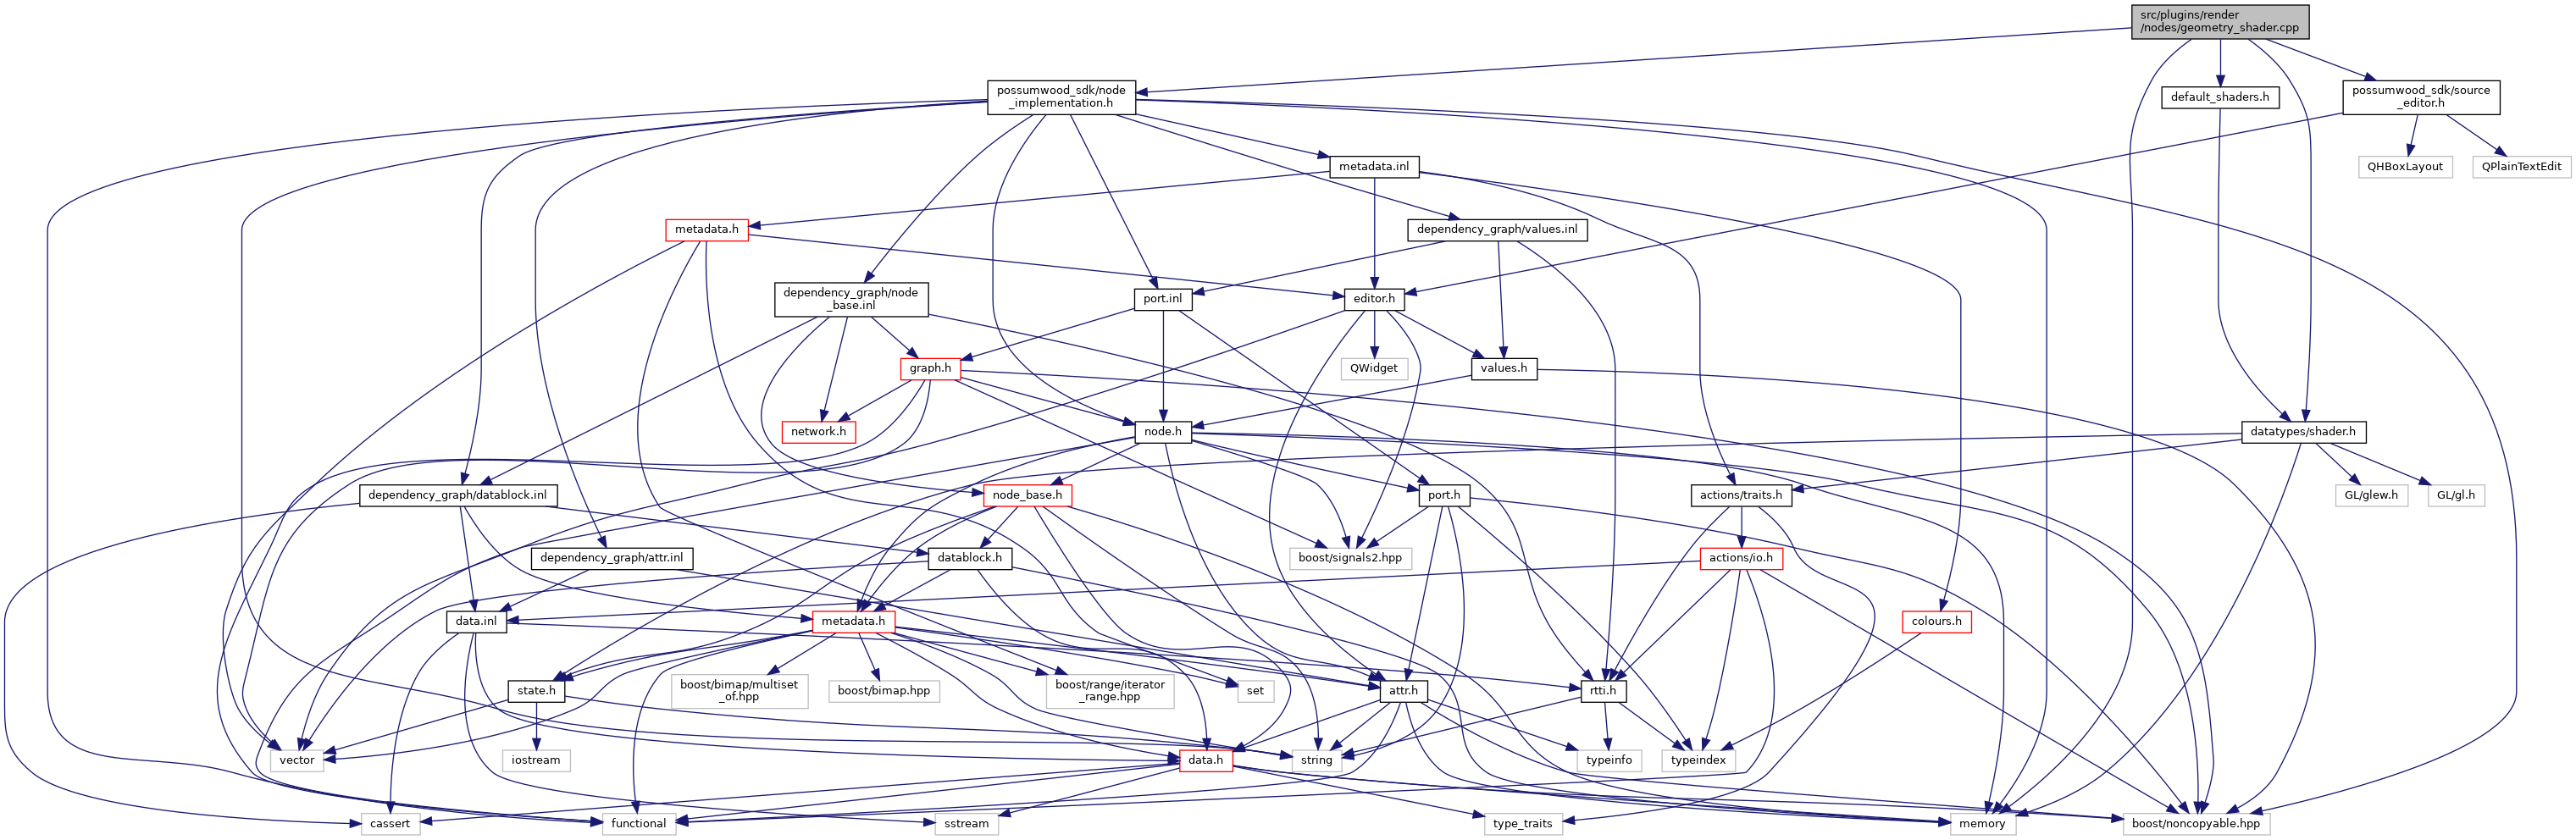 src/plugins/render
/nodes/geometry_shader.cpp
possumwood_sdk/node
_implementation.h
default_shaders.h
possumwood_sdk/source
_editor.h
metadata.inl
QHBoxLayout
QPlainTextEdit
metadata.h
dependency_graph/values.inl
dependency_graph/node
_base.inl
port.inl
editor.h
graph.h
QWidget
values.h
network.h
node.h
datatypes/shader.h
dependency_graph/datablock.inl
node_base.h
port.h
actions/traits.h
GL/glew.h
GL/gl.h
dependency_graph/attr.inl
datablock.h
boost/signals2.hpp
actions/io.h
data.inl
metadata.h
colours.h
state.h
boost/bimap/multiset
_of.hpp
boost/bimap.hpp
boost/range/iterator
_range.hpp
set
attr.h
rtti.h
vector
iostream
data.h
string
typeinfo
typeindex
cassert
functional
sstream
type_traits
memory
boost/noncopyable.hpp